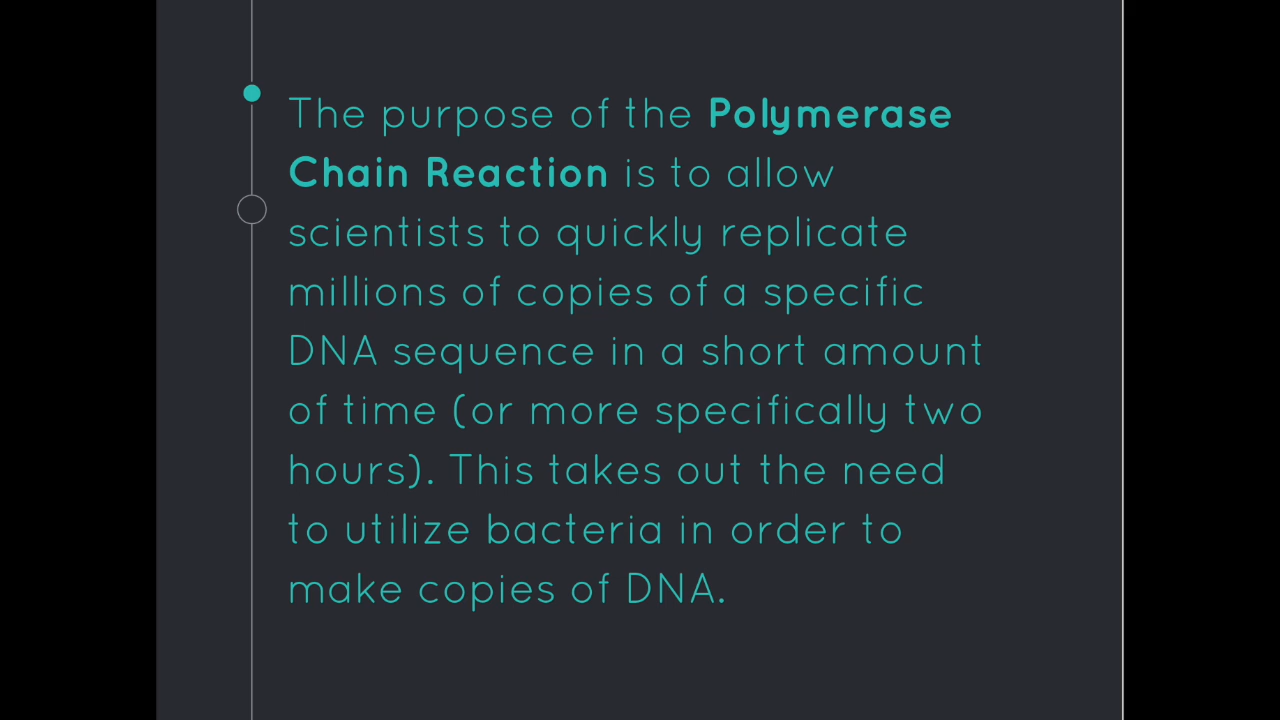 The purpose of the Polymerase
Chain Reaction is to allow
scientists to quickly replicate
millions of copies of a specific
DNA sequence in a short amount
of time (or more specifically two
hours). This takes out the need
to utilize bacteria in order to
make copies of DNA.